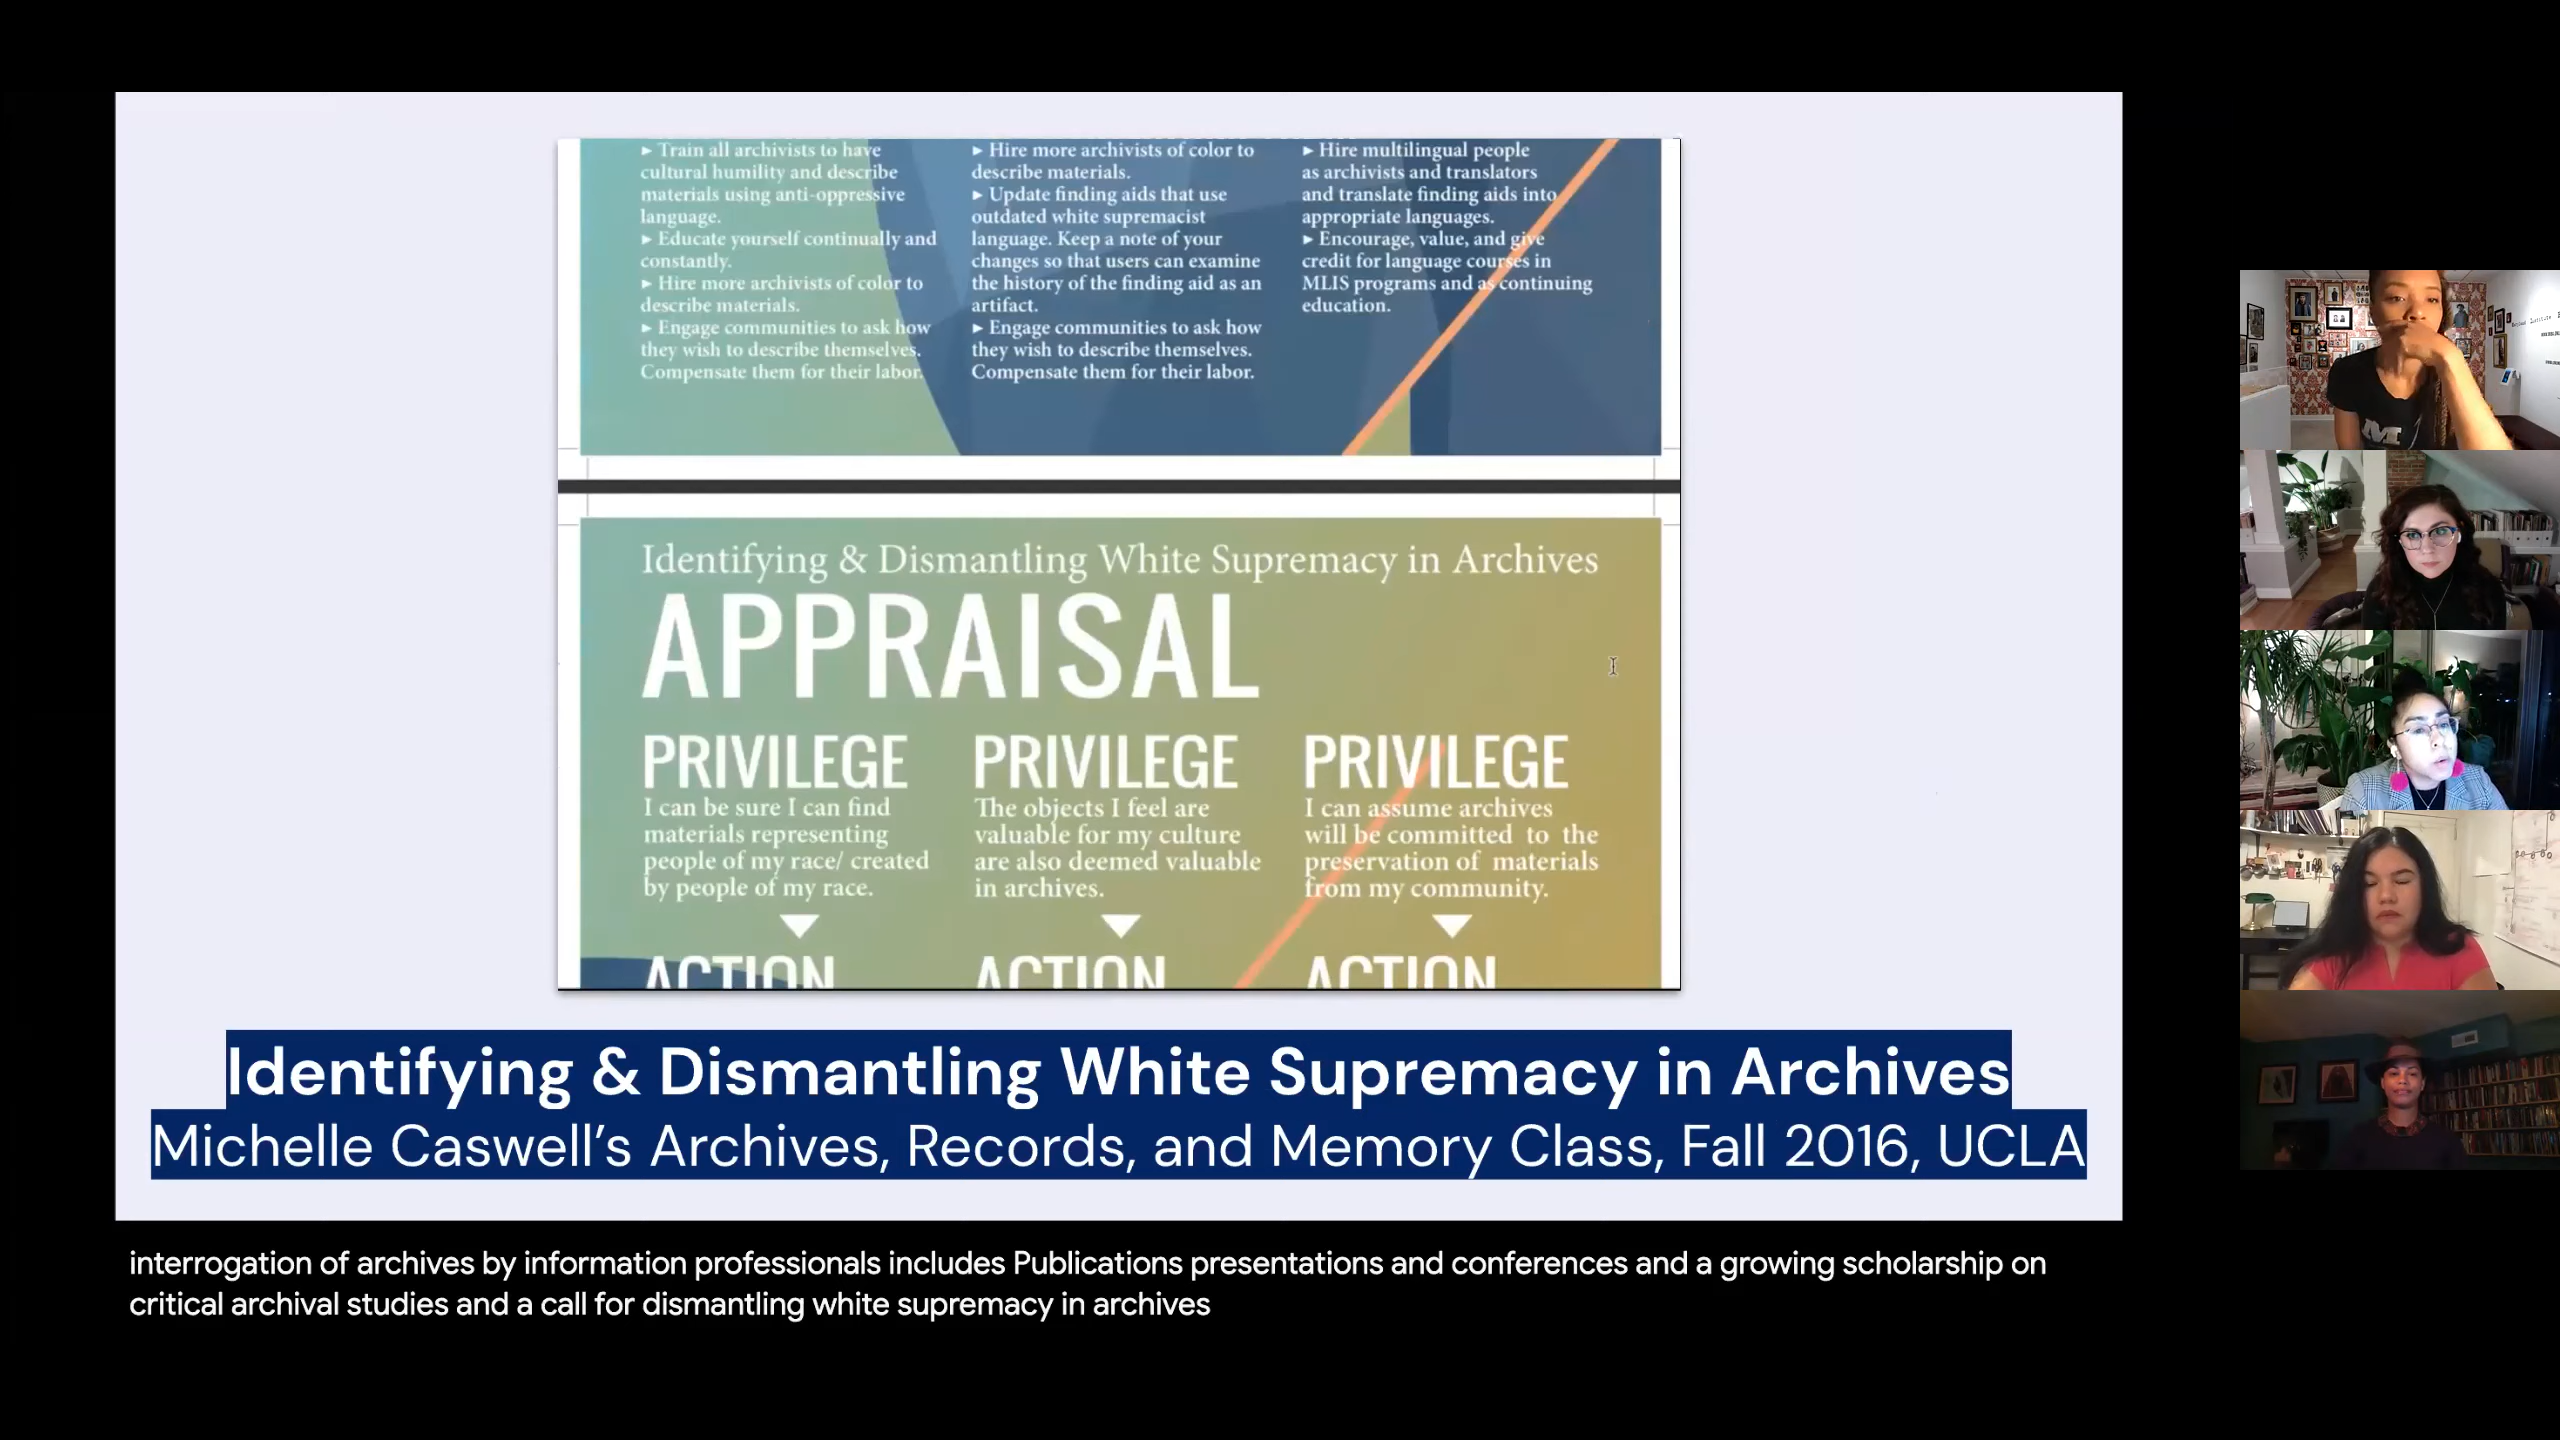 ► Train all archivists to have
cultural humility and describe
materials using anti-oppressive
language.
► Educate yourself continually and
constantly.
► Hire more archivists of color to
describe materials.
► Engage communities to ask how
they wish to describe themselves.
Compensate them for their labor.
► Hire more archivists of color to
describe materials.
► Update finding aids that use
outdated white supremacist
language. Keep a note of your
changes so that users can examine
the history of the finding aid as an
artifact.
► Engage communities to ask how
they wish to describe themselves.
Compensate them for their labor.
► Hire multilingual people
as archivists and translators
and translate finding aids into
appropriate languages.
► Encourage, value, and give
credit for language courses in
MLIS programs and as continuing
education.
Identifying & Dismantling White Supremacy in Archives
APPRAISAL
PRIVILEGE
I can be sure I can find
materials representing
people of my race/ created
by people of my race.
ACTION
PRIVILEGE
The objects I feel are
valuable for my culture
are also deemed valuable
in archives.
ACTION
PRIVILEGE
I can assume archives
will be committed to the
preservation of materials
from my community.
ACTION
Identifying & Dismantling White Supremacy in Archives
Michelle Caswell’s Archives, Records, and Memory Class, Fall 2016, UCLA
interrogation of archives by information professionals includes Publications presentations and conferences and a growing scholarship on
critical archival studies and a call for dismantling white supremacy in archives
M